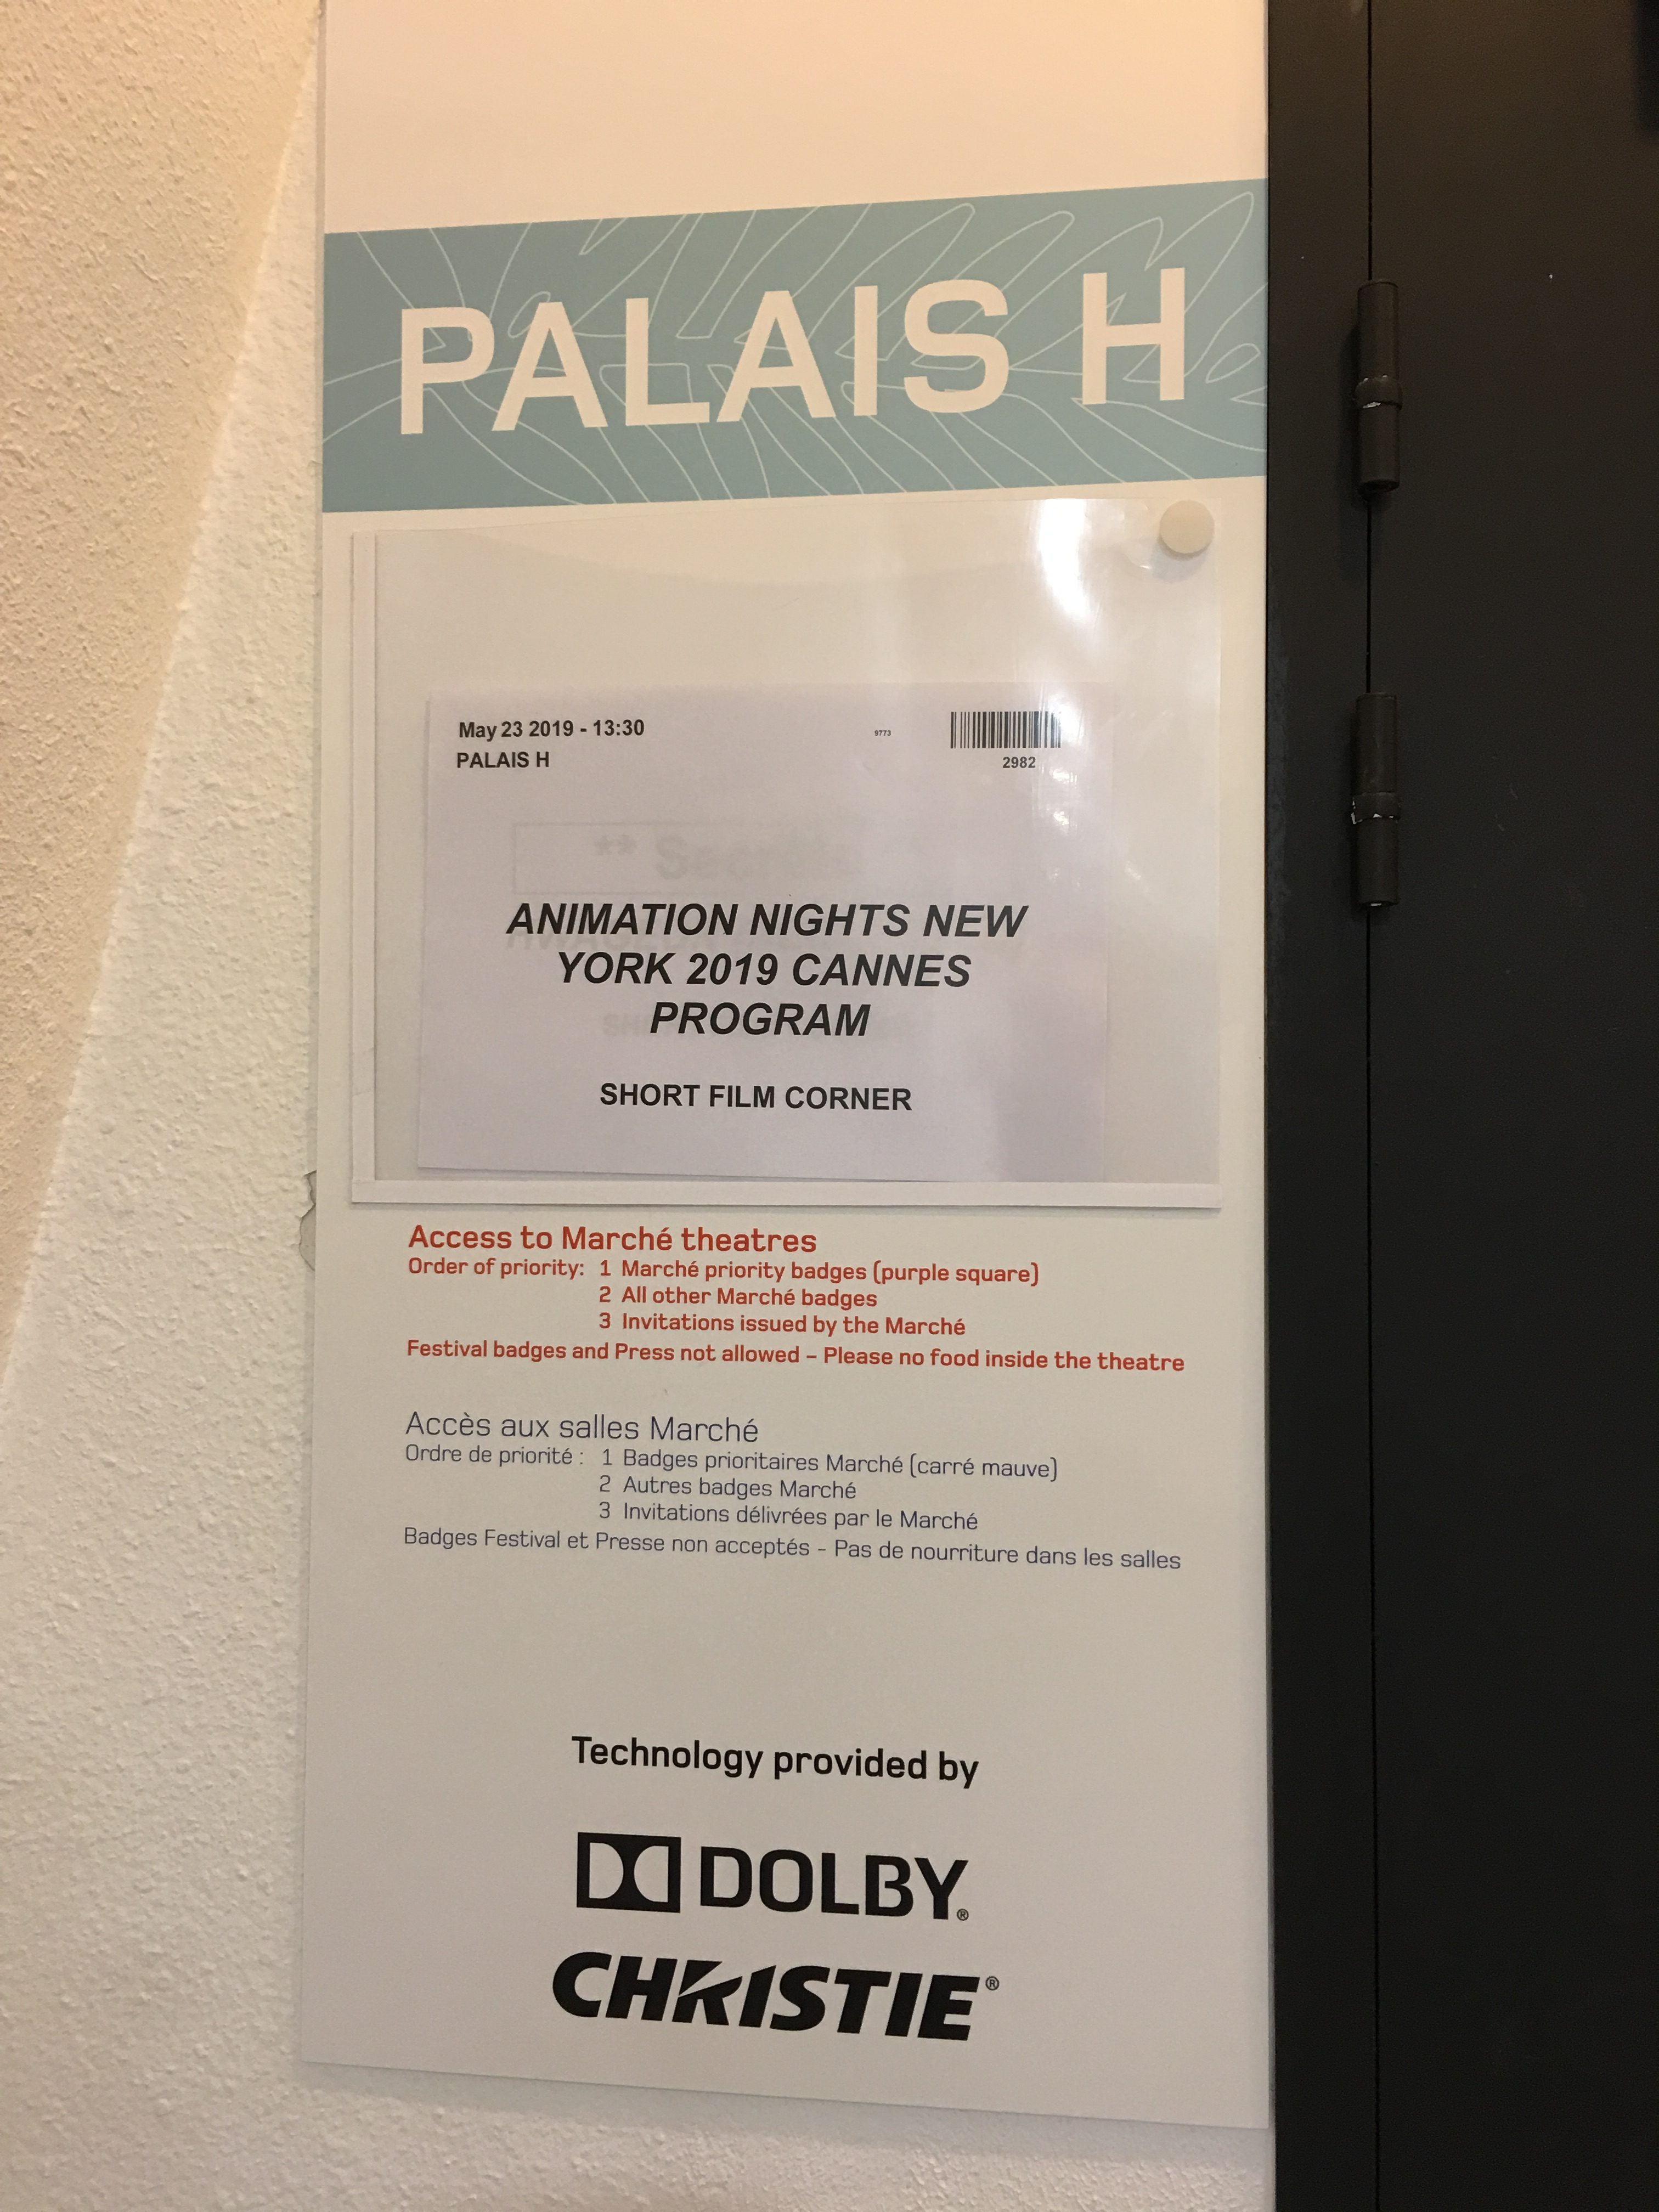 PALAIS H
May 23 2019 - 13:30
9773
PALAIS H
2982
ANIMATION NIGHTS NEW
YORK 2019 CANNES
PROGRAM
SHORT FILM CORNER
Access to Marché theatres
Order of priority: 1 Marché priority badges (purple square)
2 All other Marché badges
3 Invitations issued by the Marché
Festival badges and Press not allowed – Please no food inside the theatre
Accès aux salles Marché
Ordre de priorité : 1 Badges prioritaires Marché (carré mauve)
2 Autres badges Marché
3 Invitations délivrées par le Marché
Badges Festival et Presse non acceptés - Pas de nourriture dans les salles
Technology provided by
DOLBY®
CHRISTIE®